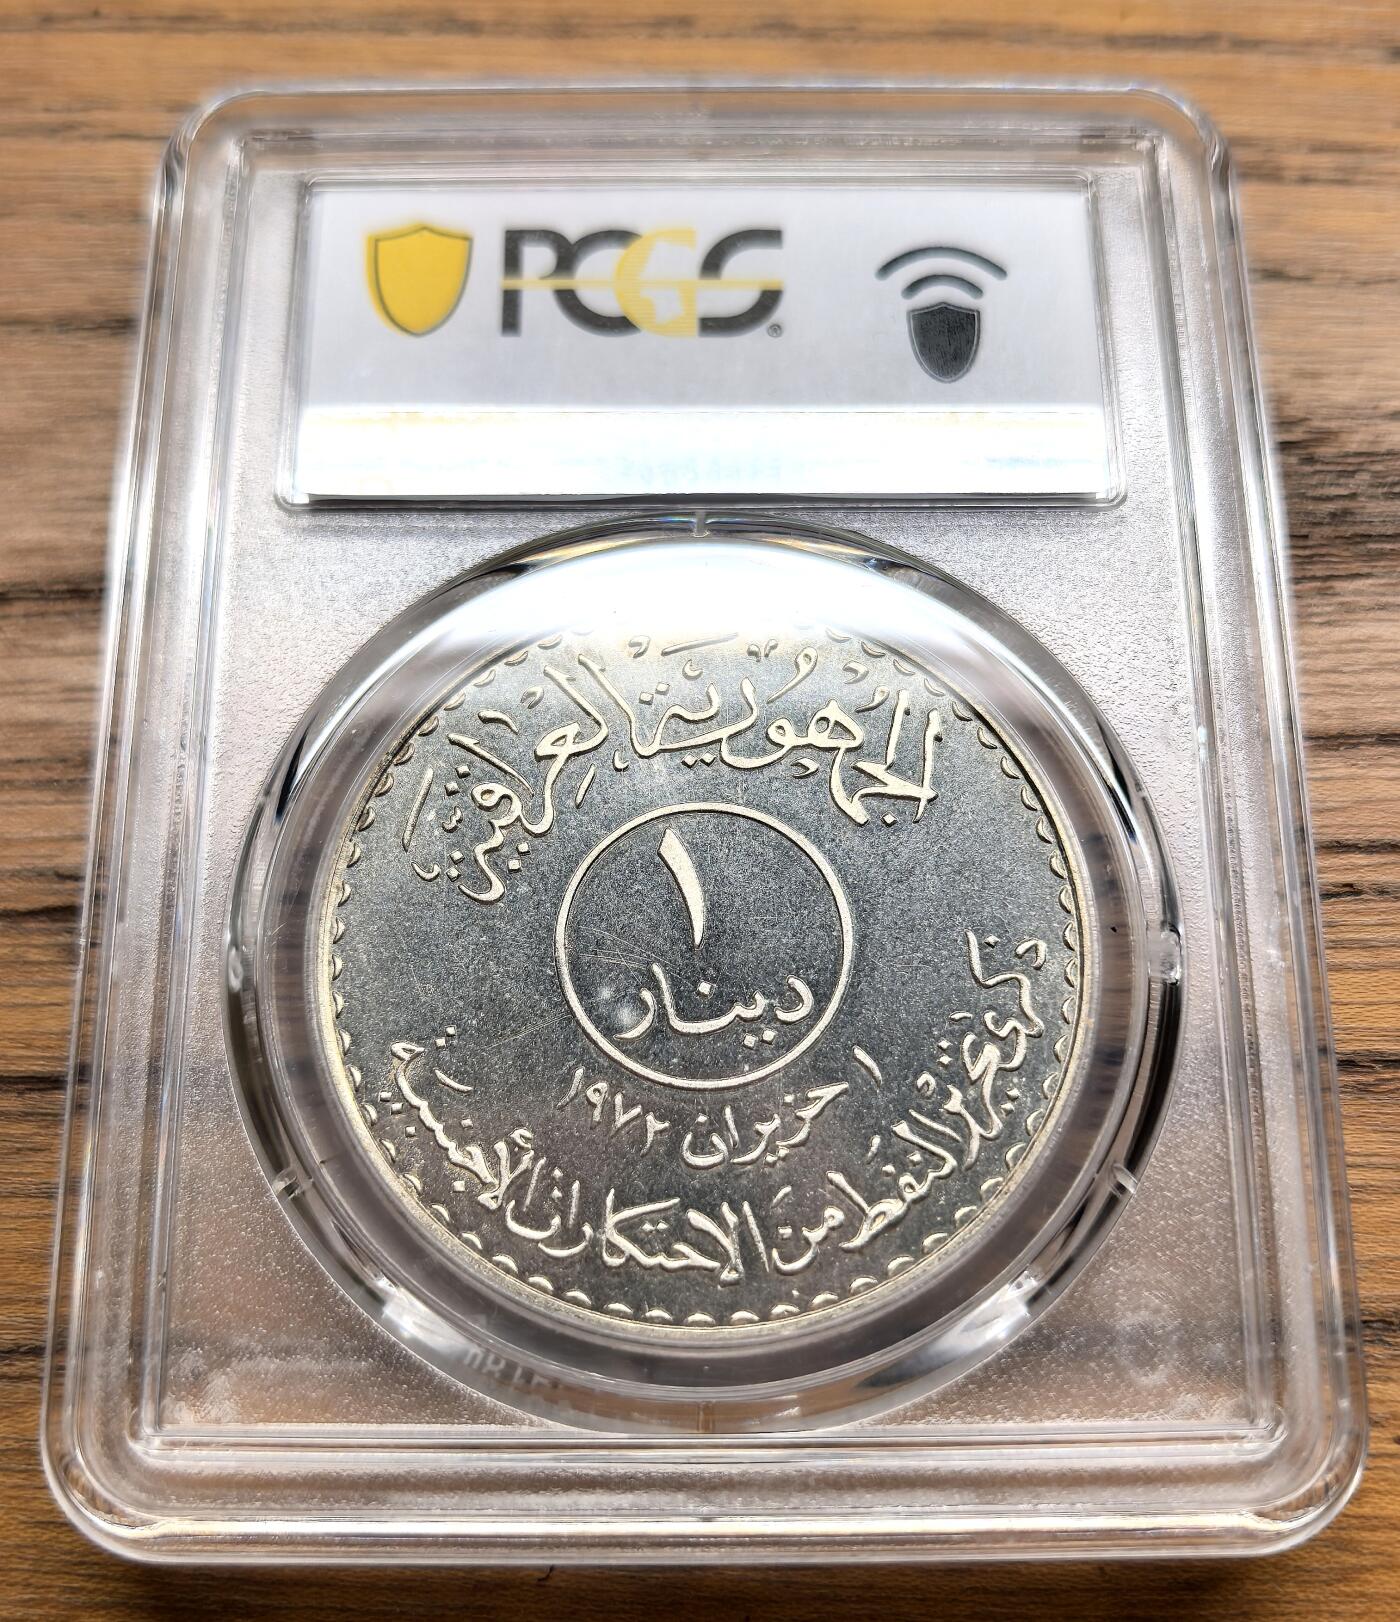 PCGS®
الجمهورية العراقية
١
دينار
١ حزيران ١٩٧٢
ذكرى تحرير النفط من الاحتكارات الأجنبية